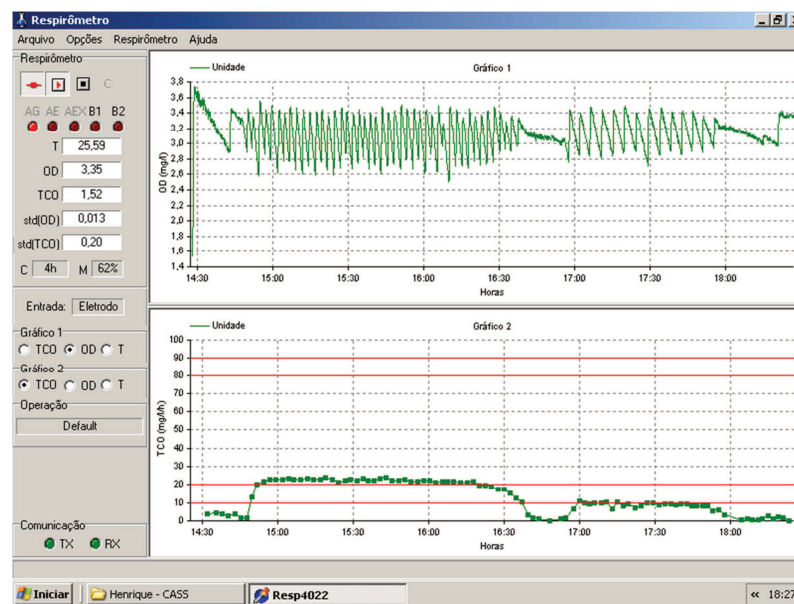 Respirômetro
Arquivo Opções Respirômetro Ajuda
Respirômetro
C
AG AE AEX B1 B2
T 25,59
OD 3,35
TCO 1,52
std(OD) 0,013
std(TCO) 0,20
C 4h M 62%
Entrada: Eletrodo
Gráfico 1
TCO OD T
Gráfico 2
TCO OD T
Operação
Default
Comunicação
TX RX
Unidade Gráfico 1
OD (mg/l)
3,8
3,6
3,4
3,2
3,0
2,8
2,6
2,4
2,2
2,0
1,8
1,6
1,4
14:30 15:00 15:30 16:00 16:30 17:00 17:30 18:00
Horas
Unidade Gráfico 2
TCO (mg/l/h)
100
90
80
70
60
50
40
30
20
10
0
14:30 15:00 15:30 16:00 16:30 17:00 17:30 18:00
Horas
Iniciar Henrique - CASS Resp4022 « 18:27